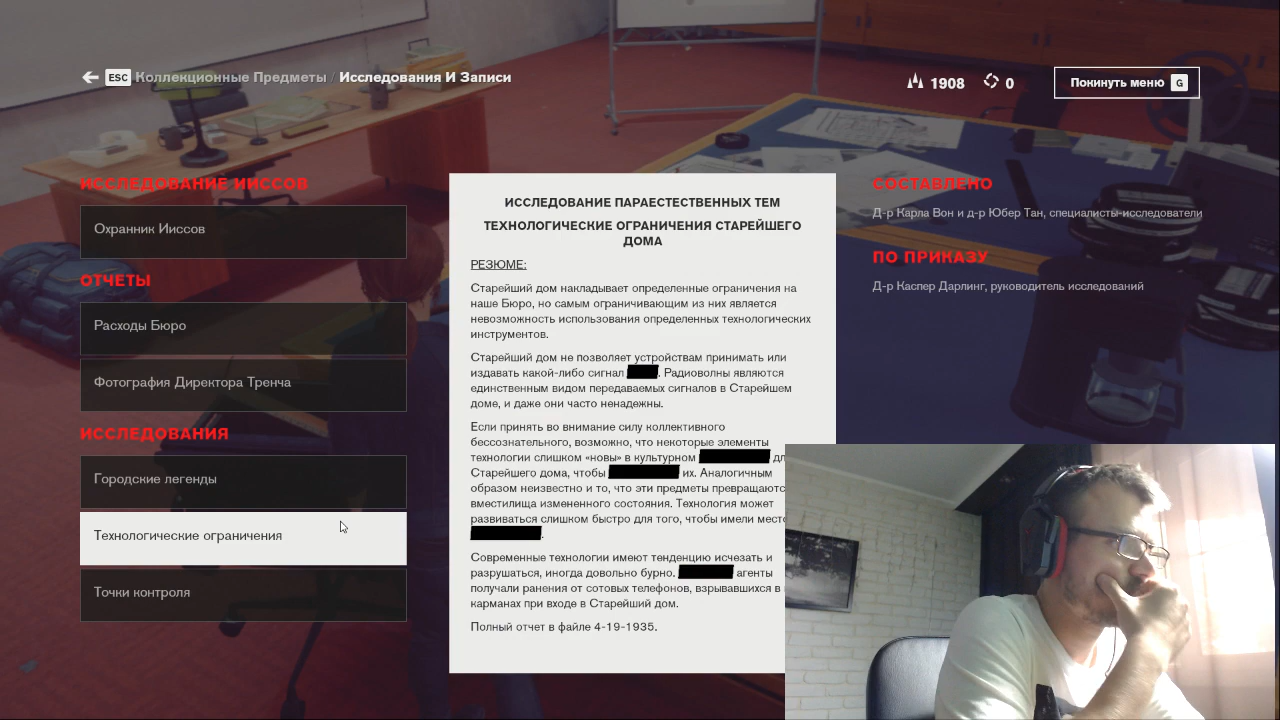 ESC Коллекционные Предметы / Исследования И Записи
1908 0 Покинуть меню G
ИССЛЕДОВАНИЕ ИИССОВ
Охранник Ииссов
ОТЧЕТЫ
Расходы Бюро
Фотография Директора Тренча
ИССЛЕДОВАНИЯ
Городские легенды
Технологические ограничения
Точки контроля
ИССЛЕДОВАНИЕ ПАРАЕСТЕСТВЕННЫХ ТЕМ
ТЕХНОЛОГИЧЕСКИЕ ОГРАНИЧЕНИЯ СТАРЕЙШЕГО
ДОМА
РЕЗЮМЕ:
Старейший дом накладывает определенные ограничения на
наше Бюро, но самым ограничивающим из них является
невозможность использования определенных технологических
инструментов.
Старейший дом не позволяет устройствам принимать или
издавать какой-либо сигнал . Радиоволны являются
единственным видом передаваемых сигналов в Старейшем
доме, и даже они часто ненадежны.
Если принять во внимание силу коллективного
бессознательного, возможно, что некоторые элементы
технологии слишком «новы» в культурном
Старейшего дома, чтобы их. Аналогичным
образом неизвестно и то, что эти предметы
вместилища измененного состояния. Технология может
развиваться слишком быстро для того, чтобы имели
.
Современные технологии имеют тенденцию исчезать и
разрушаться, иногда довольно бурно. агенты
получали ранения от сотовых телефонов, взрывавшихся в
карманах при входе в Старейший дом.
Полный отчет в файле 4-19-1935.
СОСТАВЛЕНО
Д-р Карла Вон и д-р Юбер Тан, специалисты-исследователи
ПО ПРИКАЗУ
Д-р Каспер Дарлинг, руководитель исследований